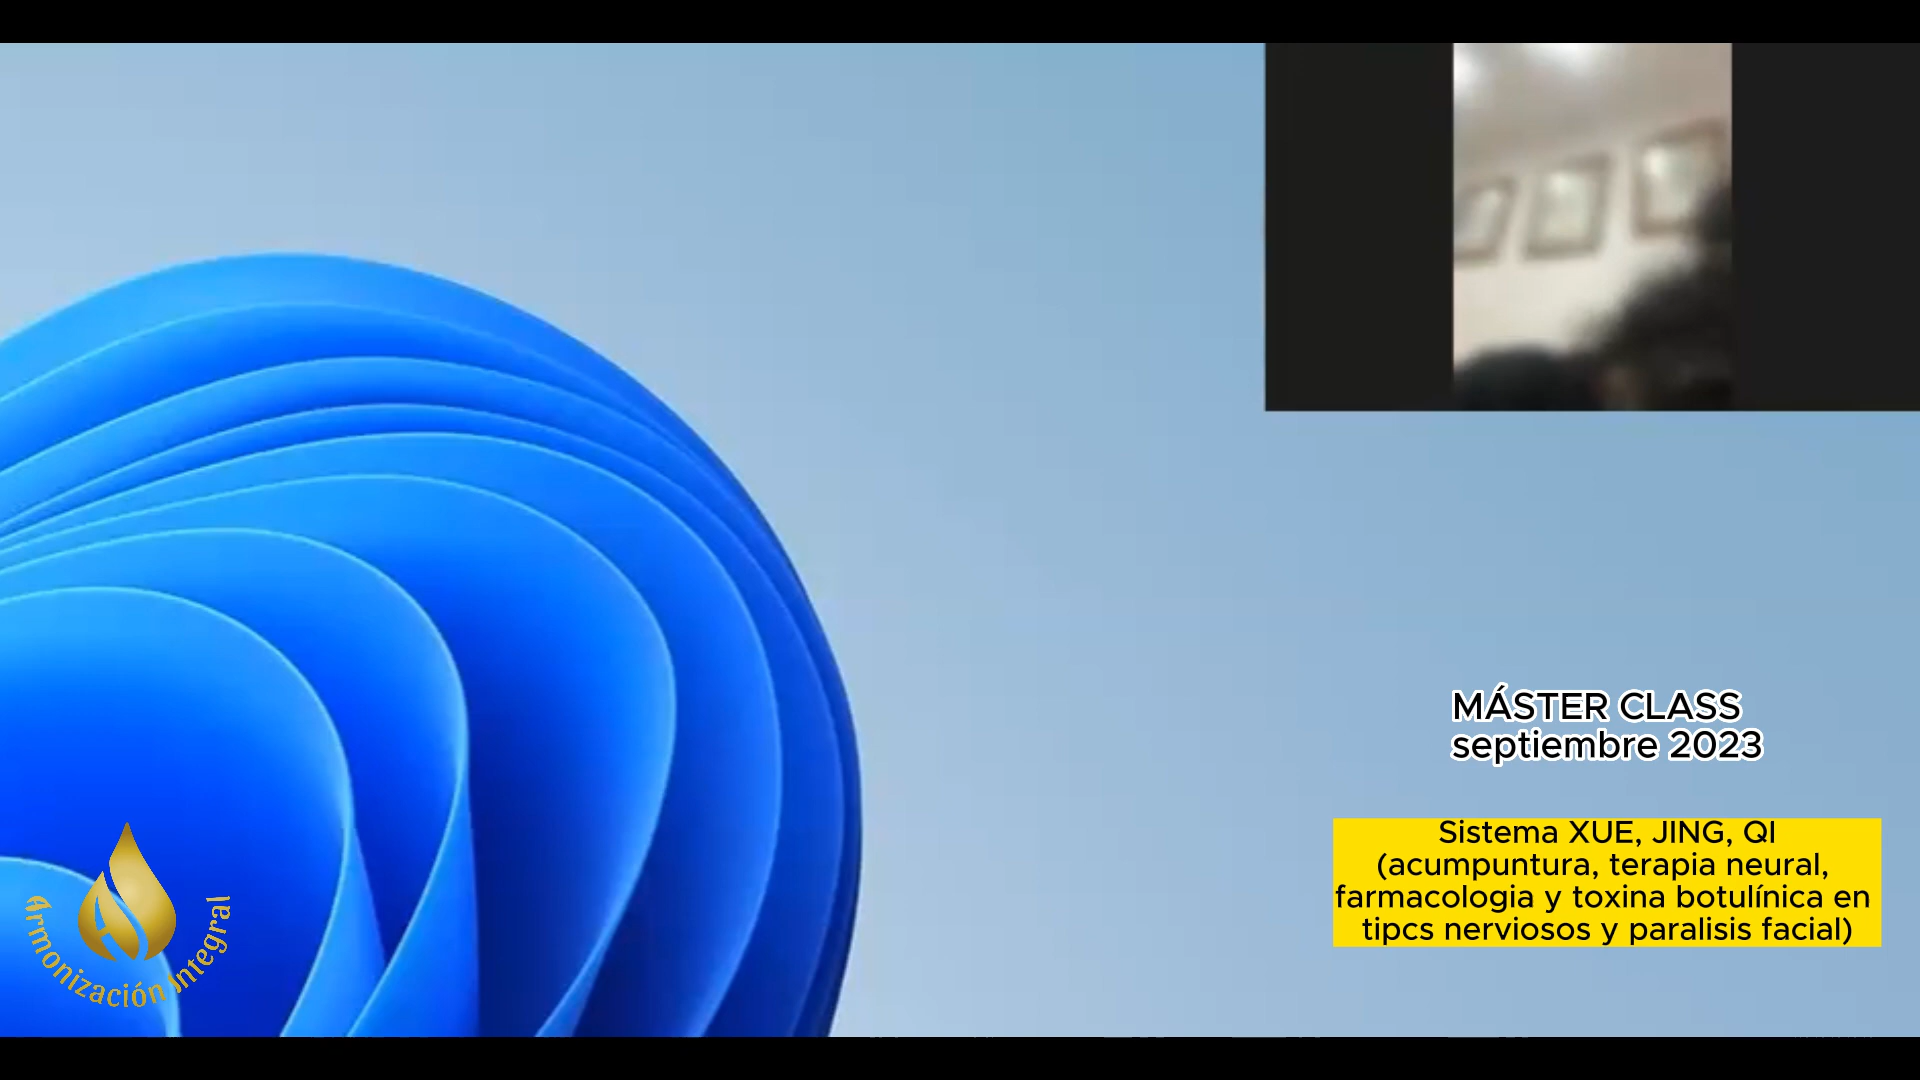 MÁSTER CLASS
septiembre 2023
Sistema XUE, JING, QI
(acumpuntura, terapia neural,
farmacologia y toxina botulínica en
tipcs nerviosos y paralisis facial)
Armonización Integral